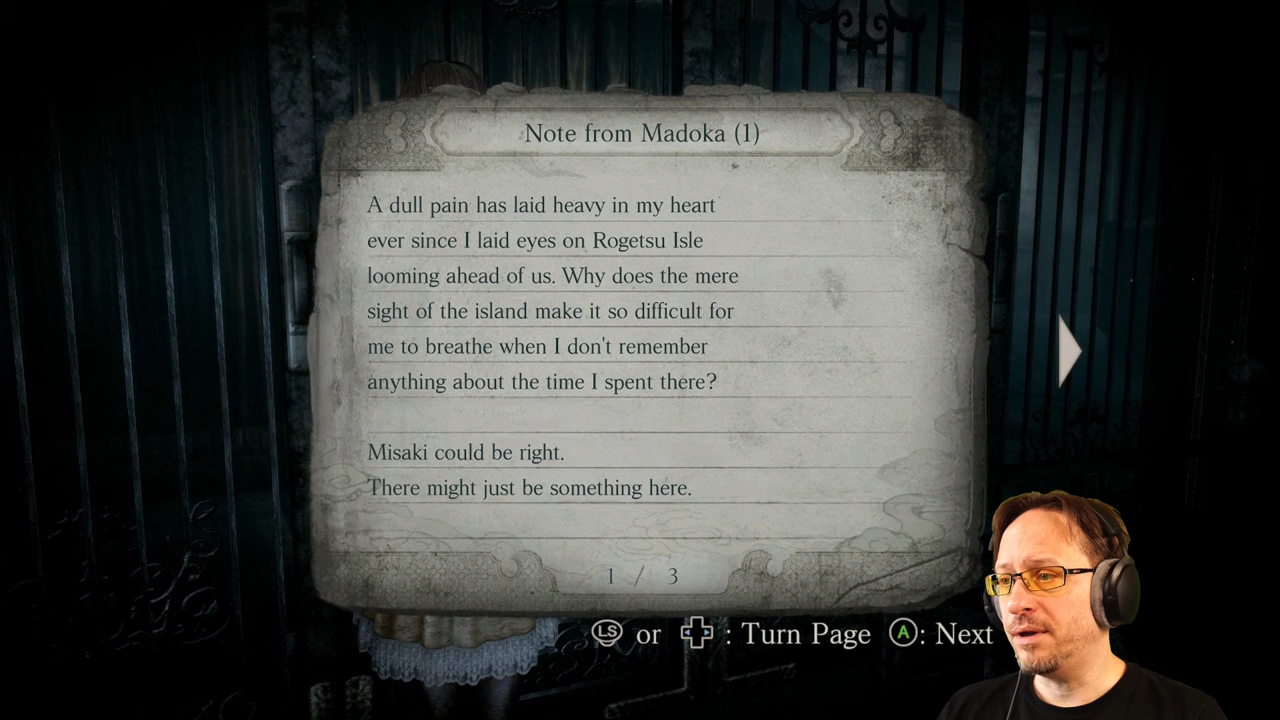 Note from Madoka (1)
A dull pain has laid heavy in my heart
ever since I laid eyes on Rogetsu Isle
looming ahead of us. Why does the mere
sight of the island make it so difficult for
me to breathe when I don't remember
anything about the time I spent there?
Misaki could be right.
There might just be something here.
1 / 3
LS or : Turn Page A : Next